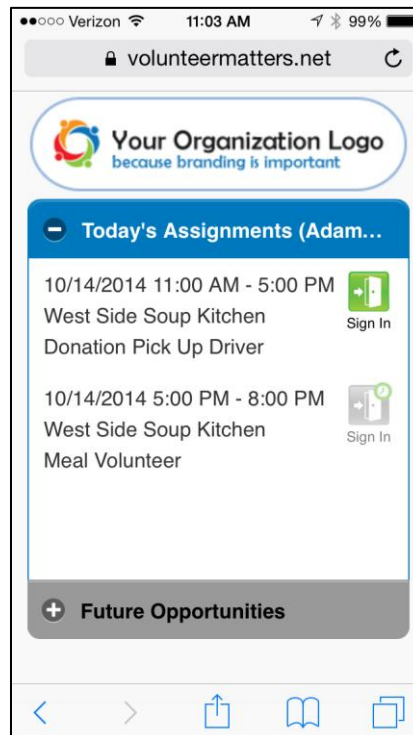 Verizon 11:03 AM 99%
volunteermatters.net
Your Organization Logo
because branding is important
Today's Assignments (Adam...
10/14/2014 11:00 AM - 5:00 PM
West Side Soup Kitchen
Sign In
Donation Pick Up Driver
10/14/2014 5:00 PM - 8:00 PM
West Side Soup Kitchen
Sign In
Meal Volunteer
Future Opportunities